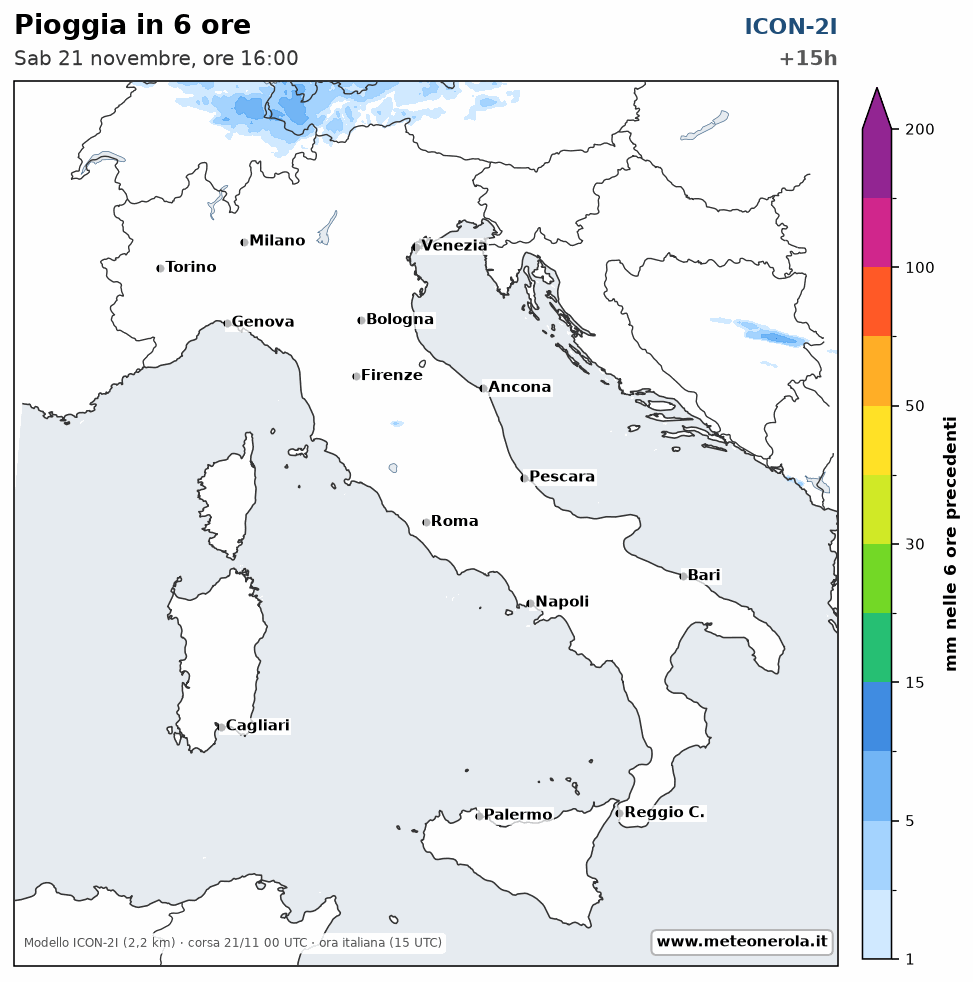 Pioggia in 6 ore
ICON-2I
Sab 21 novembre, ore 16:00
+15h
200
Milano
Venezia
Torino
100
Genova
Bologna
Firenze
Ancona
50
Pescara
Roma
30
Bari
Napoli
15
Cagliari
Palermo
Reggio C.
5
1
mm nelle 6 ore precedenti
Modello ICON-2I (2,2 km) · corsa 21/11 00 UTC · ora italiana (15 UTC)
www.meteonerola.it